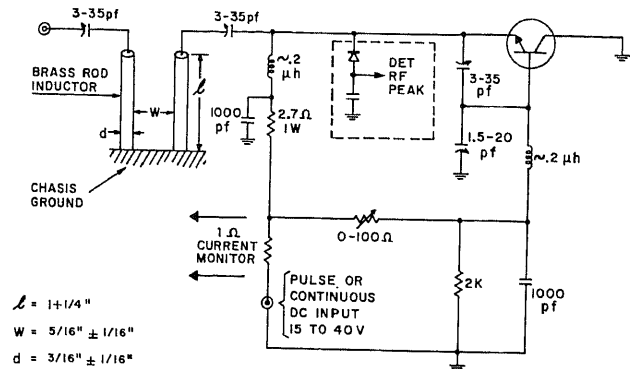 3-35pf
3-35pf
BRASS ROD
INDUCTOR
W
d
ℓ
CHASIS
GROUND
~.2
μh
1000
pf
2.7Ω
1W
DET
RF
PEAK
3-35
pf
1.5-20
pf
~.2 μh
1Ω
CURRENT
MONITOR
0-100Ω
2K
1000
pf
PULSE OR
CONTINUOUS
DC INPUT
15 TO 40V
ℓ = 1+1/4"
W = 5/16" ± 1/16"
d = 3/16" ± 1/16"